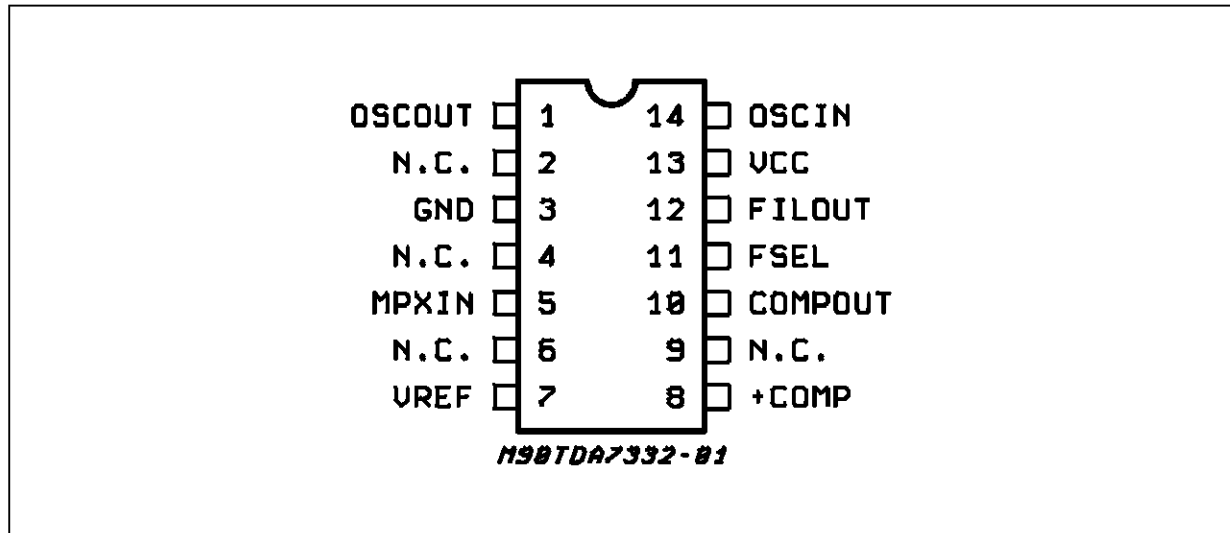 OSCOUT 1 14 OSCIN
N.C. 2 13 VCC
GND 3 12 FILOUT
N.C. 4 11 FSEL
MPXIN 5 10 COMPOUT
N.C. 6 9 N.C.
VREF 7 8 +COMP
M90TDA7332-01